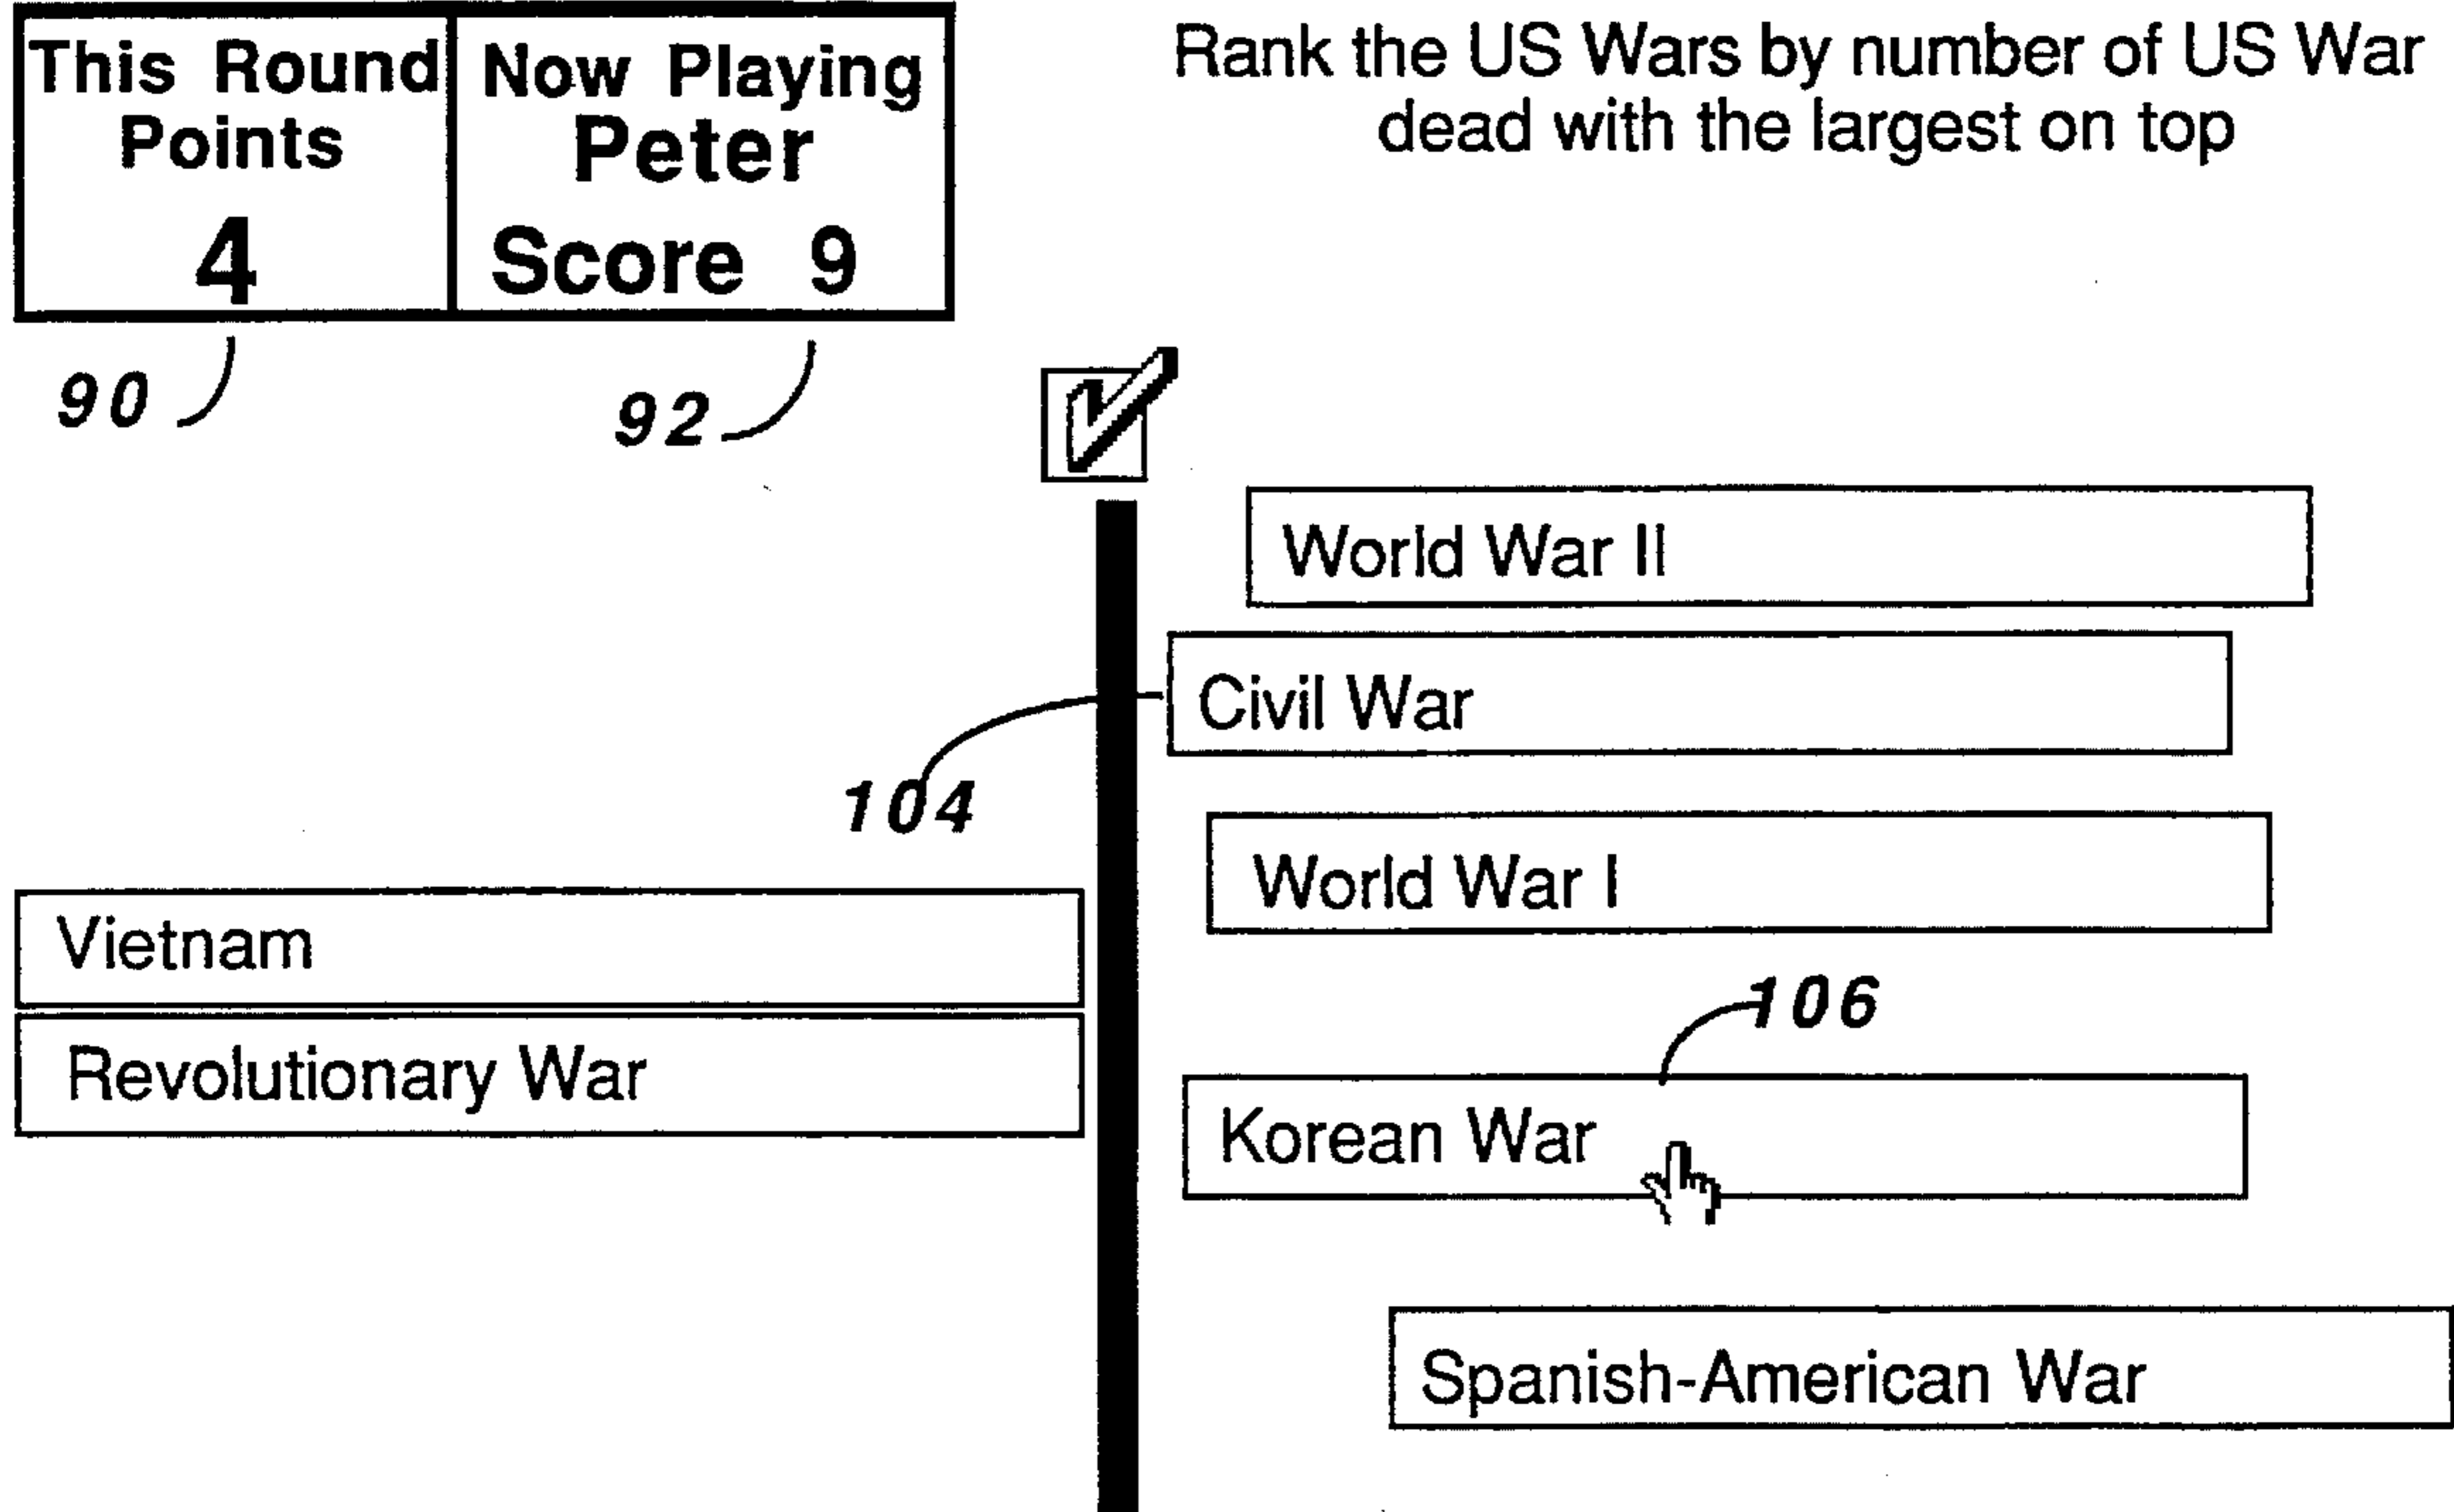 This Round
Points
4
Now Playing
Peter
Score 9
Rank the US Wars by number of US War
dead with the largest on top
90
92
World War II
Civil War
104
World War I
Vietnam
106
Revolutionary War
Korean War
Spanish-American War